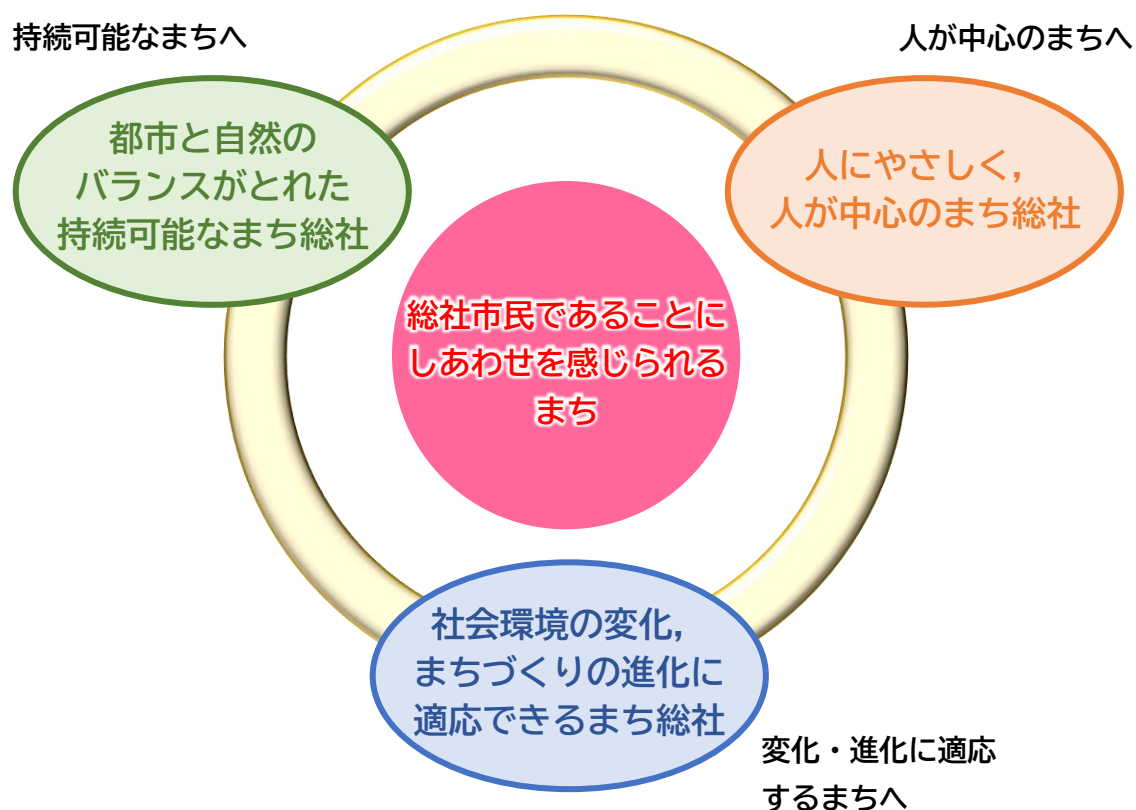 持続可能なまちへ
人が中心のまちへ
都市と自然の
バランスがとれた
持続可能なまち総社
人にやさしく，
人が中心のまち総社
総社市民であることに
しあわせを感じられる
まち
社会環境の変化，
まちづくりの進化に
適応できるまち総社
変化・進化に適応
するまちへ